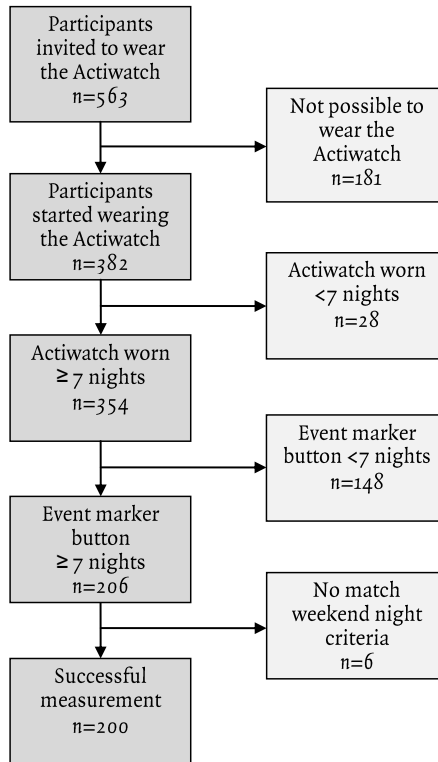 Participants
invited to wear
the Actiwatch
n=563
Not possible to
wear the
Actiwatch
n=181
Participants
started wearing
the Actiwatch
n=382
Actiwatch worn
<7 nights
n=28
Actiwatch worn
≥ 7 nights
n=354
Event marker
button <7 nights
n=148
Event marker
button
≥ 7 nights
n=206
No match
weekend night
criteria
n=6
Successful
measurement
n=200